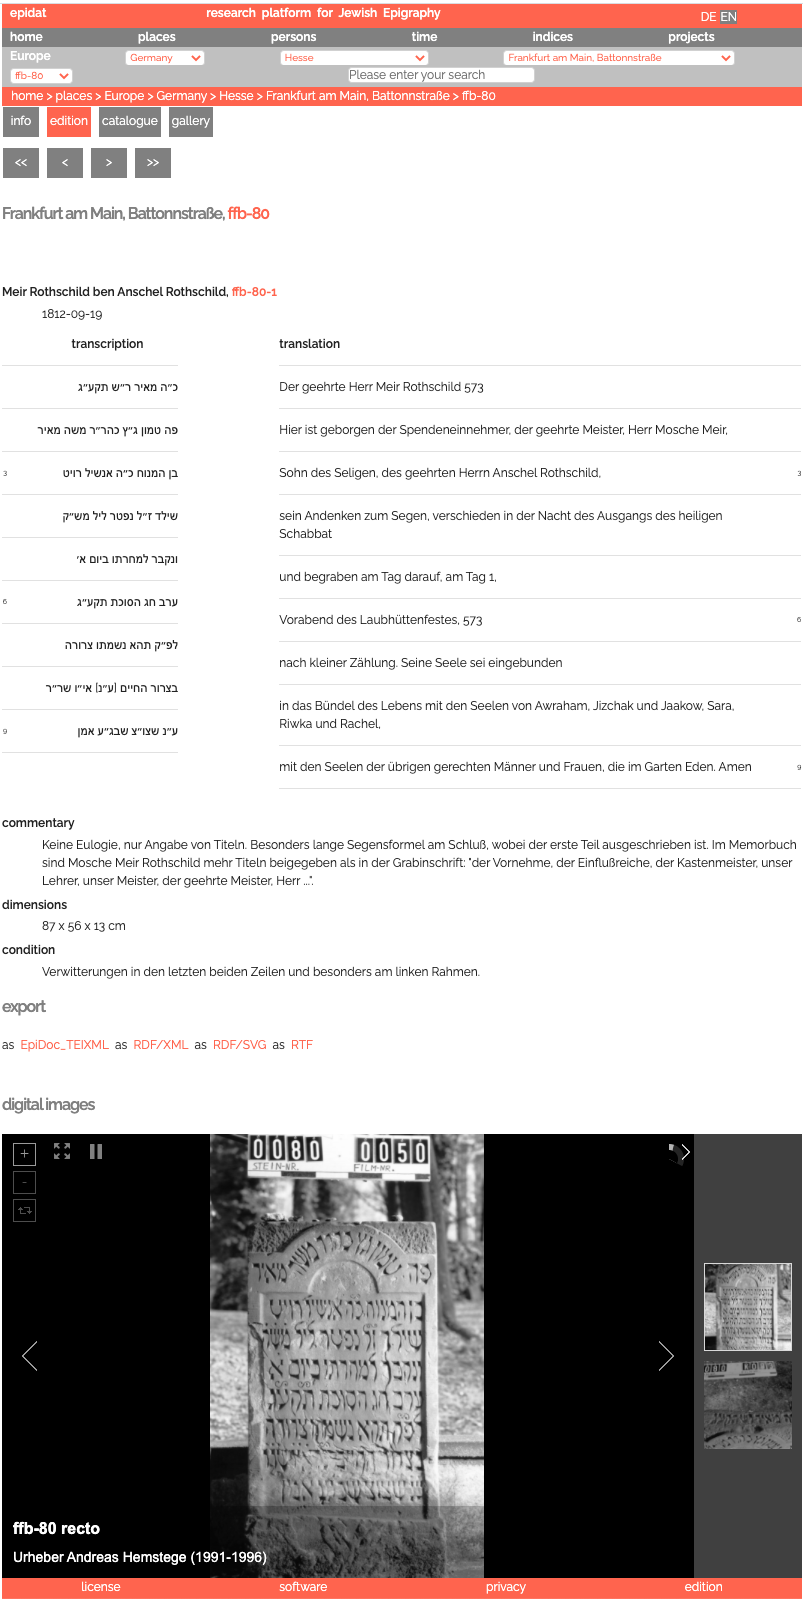 epidat
research platform for Jewish Epigraphy
DE EN
home places persons time indices projects
Europe Germany Hesse Frankfurt am Main, Battonnstraße
ffb-80 Please enter your search
home > places > Europe > Germany > Hesse > Frankfurt am Main, Battonnstraße > ffb-80
info edition catalogue gallery
<< < > >>
Frankfurt am Main, Battonnstraße, ffb-80
Meir Rothschild ben Anschel Rothschild, ffb-80-1
1812-09-19
transcription
כ״ה מאיר ר״ש תקע״ג
פה טמון ג״ץ כהר״ר משה מאיר
3 בן המנוח כ״ה אנשיל רויט
שילד ז״ל נפטר ליל מש״ק
ונקבר למחרתו ביום א׳
6 ערב חג הסוכת תקע״ג
לפ״ק תהא נשמתו צרורה
בצרור החיים [ע״נ] אי״ו שר״ר
9 ע״נ שצו״צ שבג״ע אמן
translation
Der geehrte Herr Meir Rothschild 573
Hier ist geborgen der Spendeneinnehmer, der geehrte Meister, Herr Mosche Meir,
Sohn des Seligen, des geehrten Herrn Anschel Rothschild, 3
sein Andenken zum Segen, verschieden in der Nacht des Ausgangs des heiligen
Schabbat
und begraben am Tag darauf, am Tag 1,
Vorabend des Laubhüttenfestes, 573 6
nach kleiner Zählung. Seine Seele sei eingebunden
in das Bündel des Lebens mit den Seelen von Awraham, Jizchak und Jaakow, Sara,
Riwka und Rachel,
mit den Seelen der übrigen gerechten Männer und Frauen, die im Garten Eden. Amen 9
commentary
Keine Eulogie, nur Angabe von Titeln. Besonders lange Segensformel am Schluß, wobei der erste Teil ausgeschrieben ist. Im Memorbuch
sind Mosche Meir Rothschild mehr Titeln beigegeben als in der Grabinschrift: "der Vornehme, der Einflußreiche, der Kastenmeister, unser
Lehrer, unser Meister, der geehrte Meister, Herr ...".
dimensions
87 x 56 x 13 cm
condition
Verwitterungen in den letzten beiden Zeilen und besonders am linken Rahmen.
export
as EpiDoc_TEIXML as RDF/XML as RDF/SVG as RTF
digital images
0080 0050
STEIN-NR. FILM-NR.
ffb-80 recto
Urheber Andreas Hemstege (1991-1996)
license software privacy edition